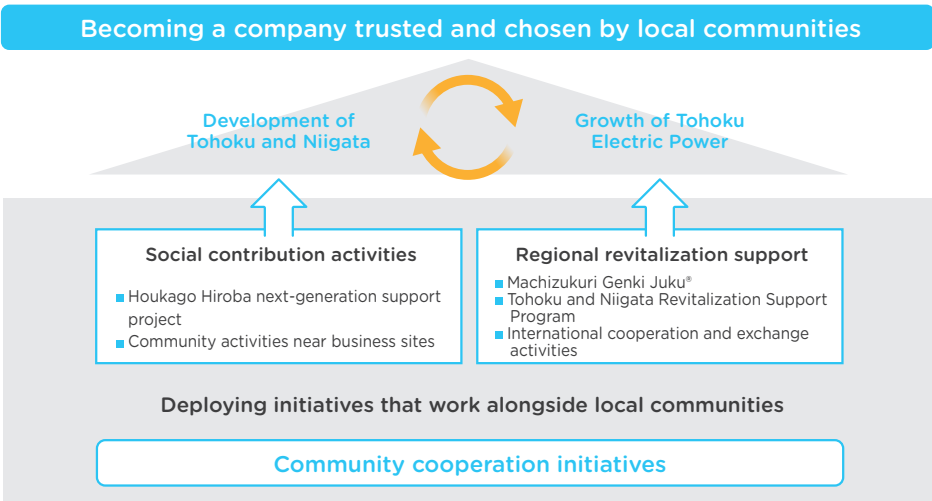 Becoming a company trusted and chosen by local communities
Development of
Tohoku and Niigata
Growth of Tohoku
Electric Power
Social contribution activities
■ Houkago Hiroba next-generation support
project
■ Community activities near business sites
Regional revitalization support
■ Machizukuri Genki Juku®
■ Tohoku and Niigata Revitalization Support
Program
■ International cooperation and exchange
activities
Deploying initiatives that work alongside local communities
Community cooperation initiatives